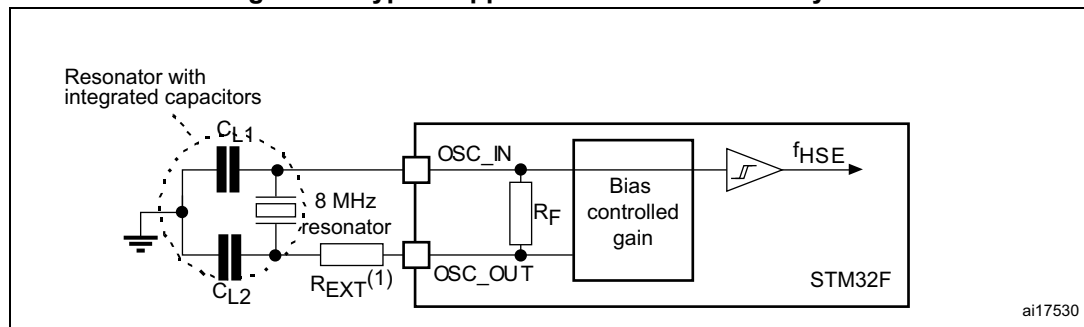 Resonator with
integrated capacitors
CL1
OSC_IN
fHSE
8 MHz
resonator
RF
Bias
controlled
gain
OSC_OUT
STM32F
REXT(1)
CL2
ai17530